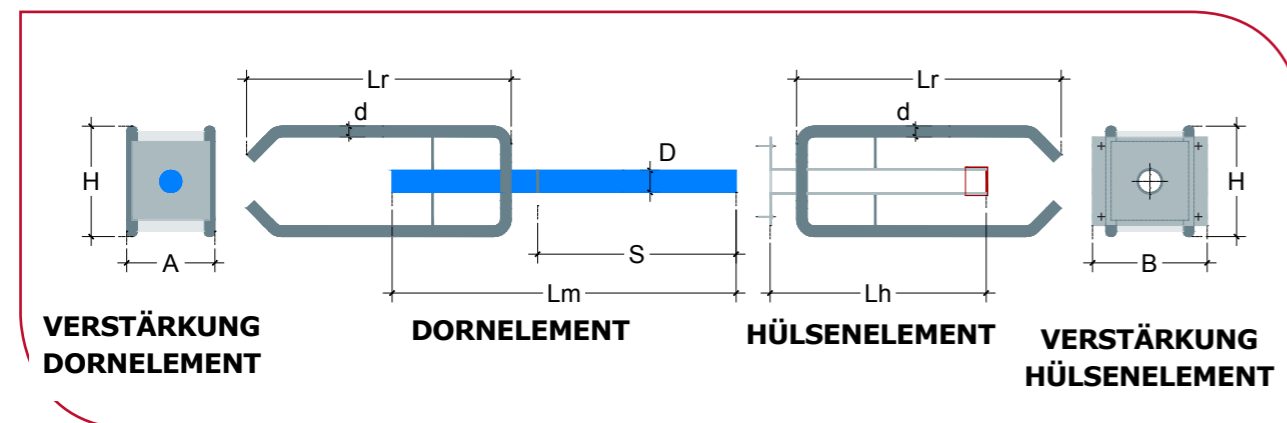 Lr
Lr
d
d
D
H
H
A
S
B
Lm
Lh
VERSTÄRKUNG
DORNELEMENT
DORNELEMENT
HÜLSENELEMENT
VERSTÄRKUNG
HÜLSENELEMENT